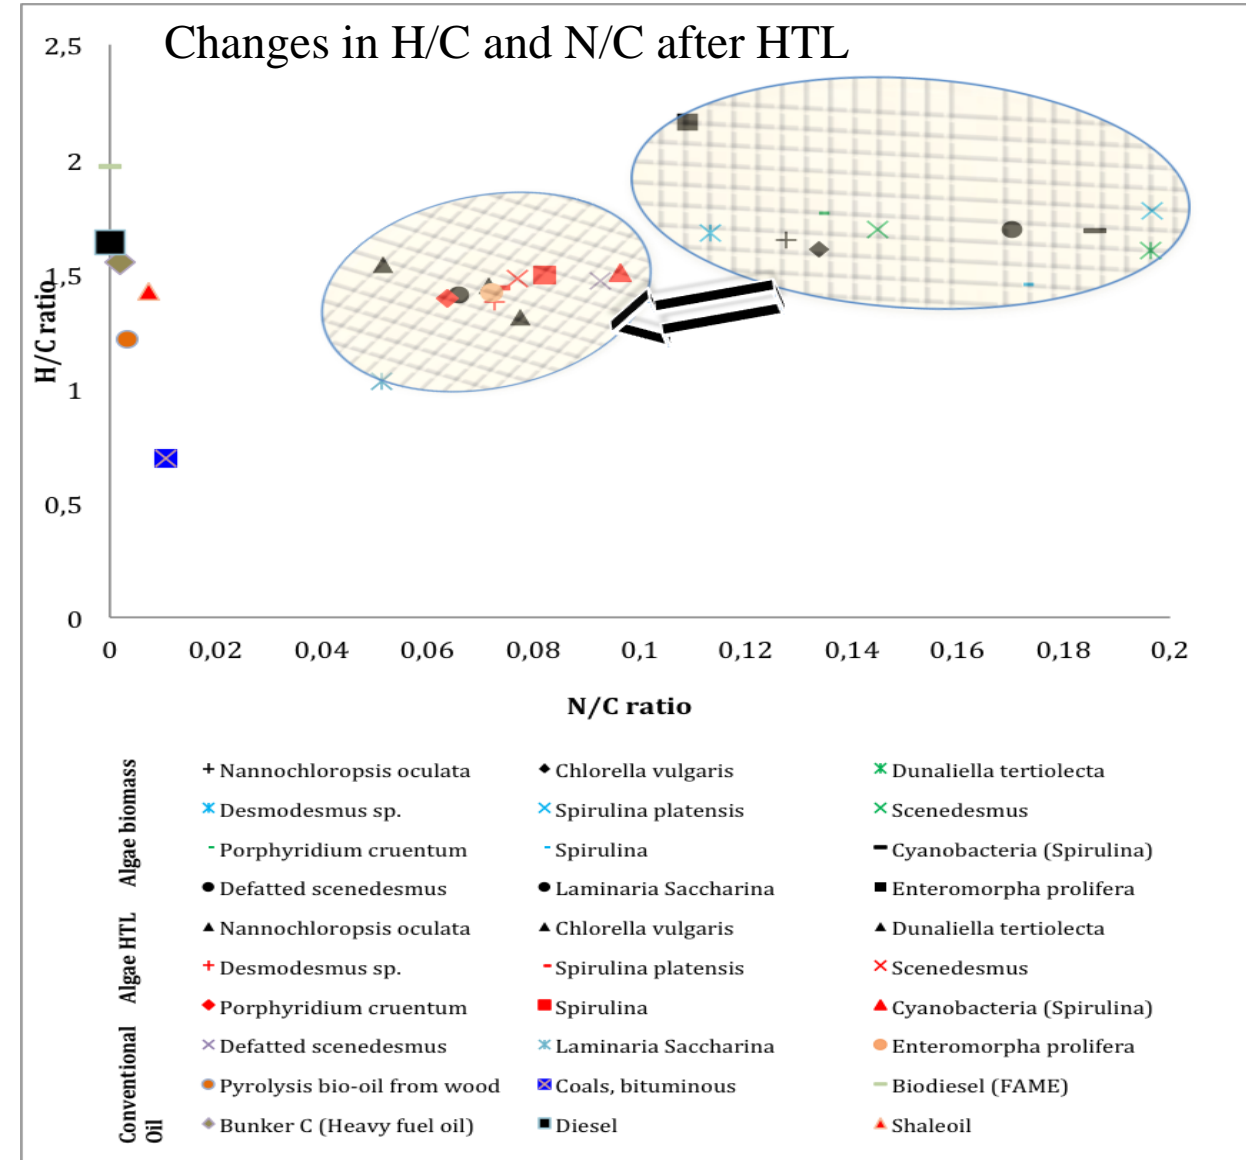 Changes in H/C and N/C after HTL
2,5
2
1,5
1
0,5
0
H/C ratio
0 0,02 0,04 0,06 0,08 0,1 0,12 0,14 0,16 0,18 0,2
N/C ratio
Algae biomass
Nannochloropsis oculata Chlorella vulgaris Dunaliella tertiolecta
Desmodesmus sp. Spirulina platensis Scenedesmus
Porphyridium cruentum Spirulina Cyanobacteria (Spirulina)
Defatted scenedesmus Laminaria Saccharina Enteromorpha prolifera
Algae HTL
Nannochloropsis oculata Chlorella vulgaris Dunaliella tertiolecta
Desmodesmus sp. Spirulina platensis Scenedesmus
Porphyridium cruentum Spirulina Cyanobacteria (Spirulina)
Defatted scenedesmus Laminaria Saccharina Enteromorpha prolifera
Conventional
Oil
Pyrolysis bio-oil from wood Coals, bituminous Biodiesel (FAME)
Bunker C (Heavy fuel oil) Diesel Shaleoil